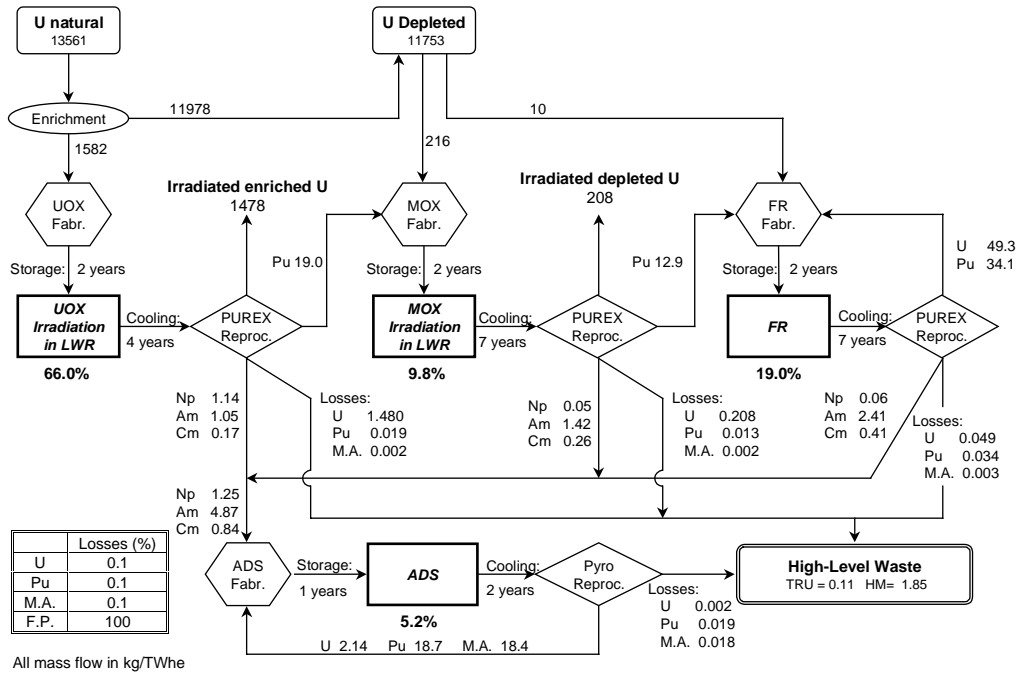 U natural
13561
U Depleted
11753
Enrichment
11978
10
1582
216
UOX
Fabr.
Irradiated enriched U
1478
MOX
Fabr.
Irradiated depleted U
208
FR
Fabr.
Storage: 2 years
Pu 19.0
Storage: 2 years
Pu 12.9
Storage: 2 years
U 49.3
Pu 34.1
UOX
Irradiation
in LWR
66.0%
Cooling:
4 years
PUREX
Reproc.
MOX
Irradiation
in LWR
9.8%
Cooling:
7 years
PUREX
Reproc.
FR
19.0%
Cooling:
7 years
PUREX
Reproc.
Np 1.14
Am 1.05
Cm 0.17
Losses:
U 1.480
Pu 0.019
M.A. 0.002
Np 0.05
Am 1.42
Cm 0.26
Losses:
U 0.208
Pu 0.013
M.A. 0.002
Np 0.06
Am 2.41
Cm 0.41
Losses:
U 0.049
Pu 0.034
M.A. 0.003
Np 1.25
Am 4.87
Cm 0.84
Losses (%)
U 0.1
Pu 0.1
M.A. 0.1
F.P. 100
ADS
Fabr.
Storage:
1 years
ADS
5.2%
Cooling:
2 years
Pyro
Reproc.
Losses:
U 0.002
Pu 0.019
M.A. 0.018
High-Level Waste
TRU = 0.11 HM= 1.85
U 2.14 Pu 18.7 M.A. 18.4
All mass flow in kg/TWhe